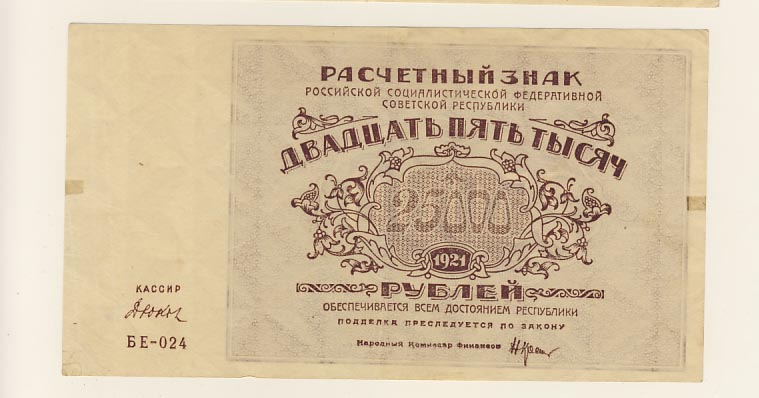 РАСЧЕТНЫЙ ЗНАК
РОССИЙСКОЙ СОЦИАЛИСТИЧЕСКОЙ ФЕДЕРАТИВНОЙ
СОВЕТСКОЙ РЕСПУБЛИКИ
ДВАДЦАТЬ ПЯТЬ ТЫСЯЧ
25000
1921
РУБЛЕЙ
ОБЕСПЕЧИВАЕТСЯ ВСЕМ ДОСТОЯНИЕМ РЕСПУБЛИКИ
ПОДДЕЛКА ПРЕСЛЕДУЕТСЯ ПО ЗАКОНУ
Народный Комиссар Финансов
КАССИР
БЕ-024